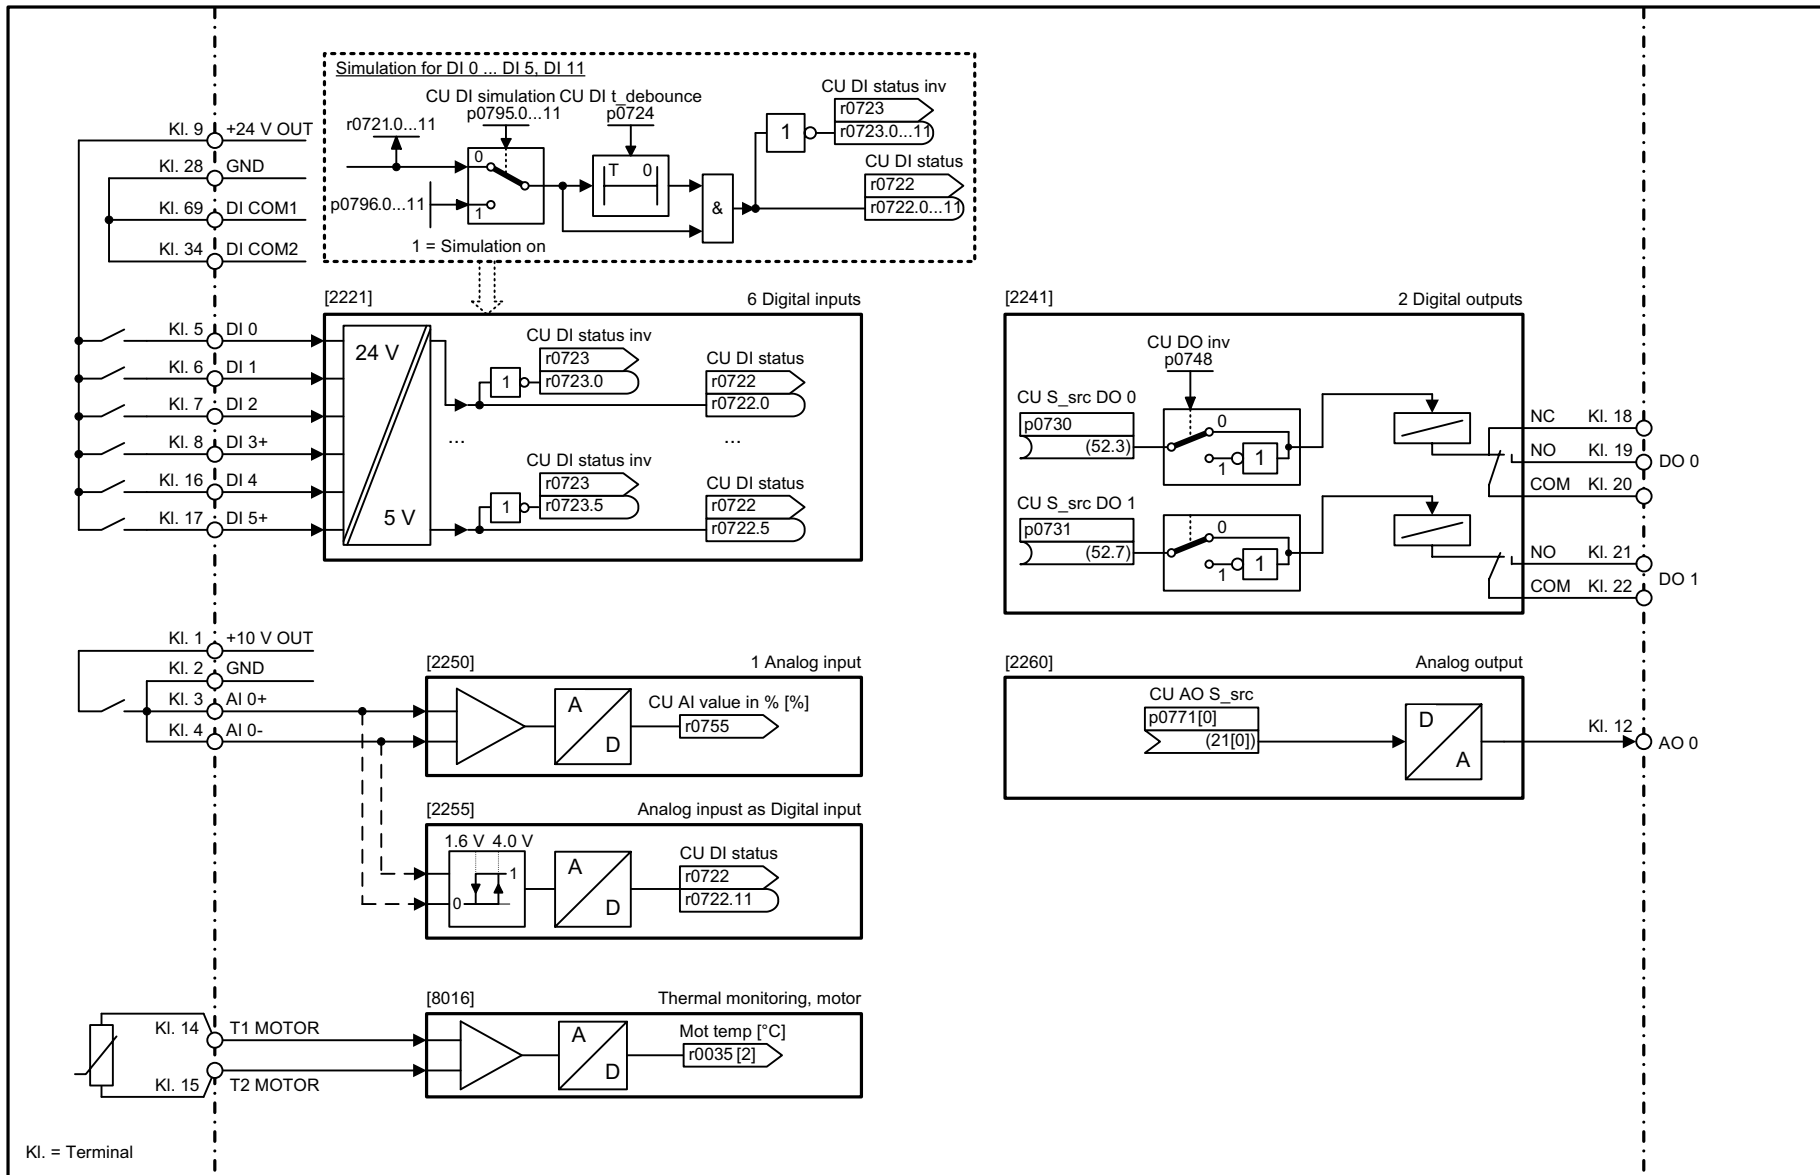 Simulation for DI 0 ... DI 5, DI 11
CU DI simulation
p0795.0...11
CU DI t_debounce
p0724
CU DI status inv
r0723
r0723.0...11
r0721.0...11
0
1
T 0
1
CU DI status
r0722
r0722.0...11
p0796.0...11
&
1 = Simulation on
Kl. 9 +24 V OUT
Kl. 28 GND
Kl. 69 DI COM1
Kl. 34 DI COM2
Kl. 5 DI 0
Kl. 6 DI 1
Kl. 7 DI 2
Kl. 8 DI 3+
Kl. 16 DI 4
Kl. 17 DI 5+
[2221] 6 Digital inputs
24 V
5 V
CU DI status inv
r0723
1 r0723.0
CU DI status
r0722
r0722.0
... ...
CU DI status inv
r0723
1 r0723.5
CU DI status
r0722
r0722.5
[2241] 2 Digital outputs
CU DO inv
p0748
CU S_src DO 0
p0730
(52.3)
0
1 1
CU S_src DO 1
p0731
(52.7)
0
1 1
NC Kl. 18
NO Kl. 19
COM Kl. 20
DO 0
NO Kl. 21
COM Kl. 22
DO 1
Kl. 1 +10 V OUT
Kl. 2 GND
Kl. 3 AI 0+
Kl. 4 AI 0-
[2250] 1 Analog input
A
D
CU AI value in % [%]
r0755
[2255] Analog inpust as Digital input
1.6 V 4.0 V
1
0
A
D
CU DI status
r0722
r0722.11
[2260] Analog output
CU AO S_src
p0771[0]
(21[0])
D
A
Kl. 12
AO 0
[8016] Thermal monitoring, motor
Kl. 14 T1 MOTOR
Kl. 15 T2 MOTOR
A
D
Mot temp [°C]
r0035 [2]
Kl. = Terminal